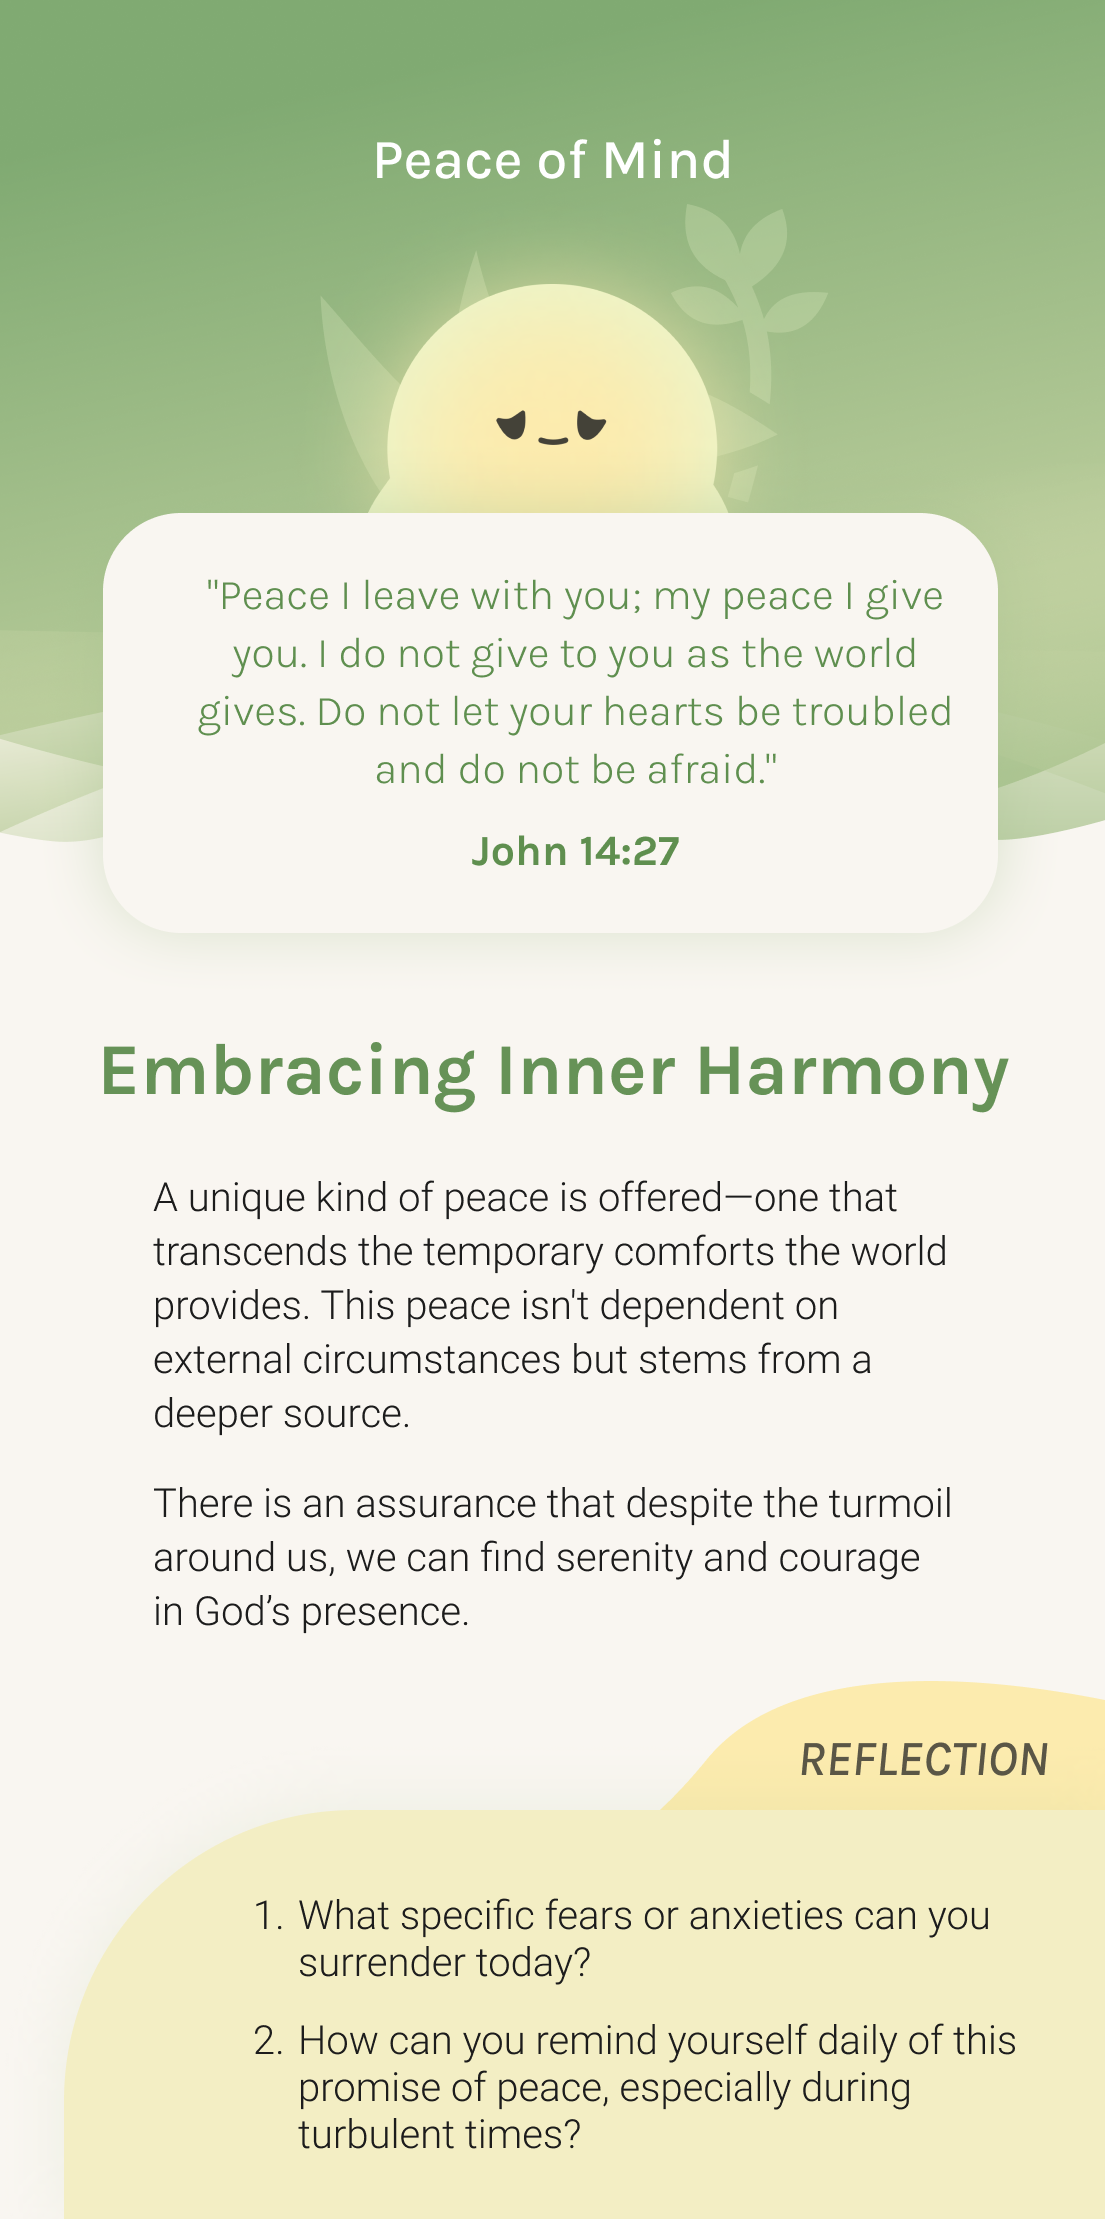 Peace of Mind
"Peace I leave with you; my peace I give
you. I do not give to you as the world
gives. Do not let your hearts be troubled
and do not be afraid."
John 14:27
Embracing Inner Harmony
A unique kind of peace is offered—one that
transcends the temporary comforts the world
provides. This peace isn't dependent on
external circumstances but stems from a
deeper source.
There is an assurance that despite the turmoil
around us, we can find serenity and courage
in God’s presence.
REFLECTION
1. What specific fears or anxieties can you
surrender today?
2. How can you remind yourself daily of this
promise of peace, especially during
turbulent times?